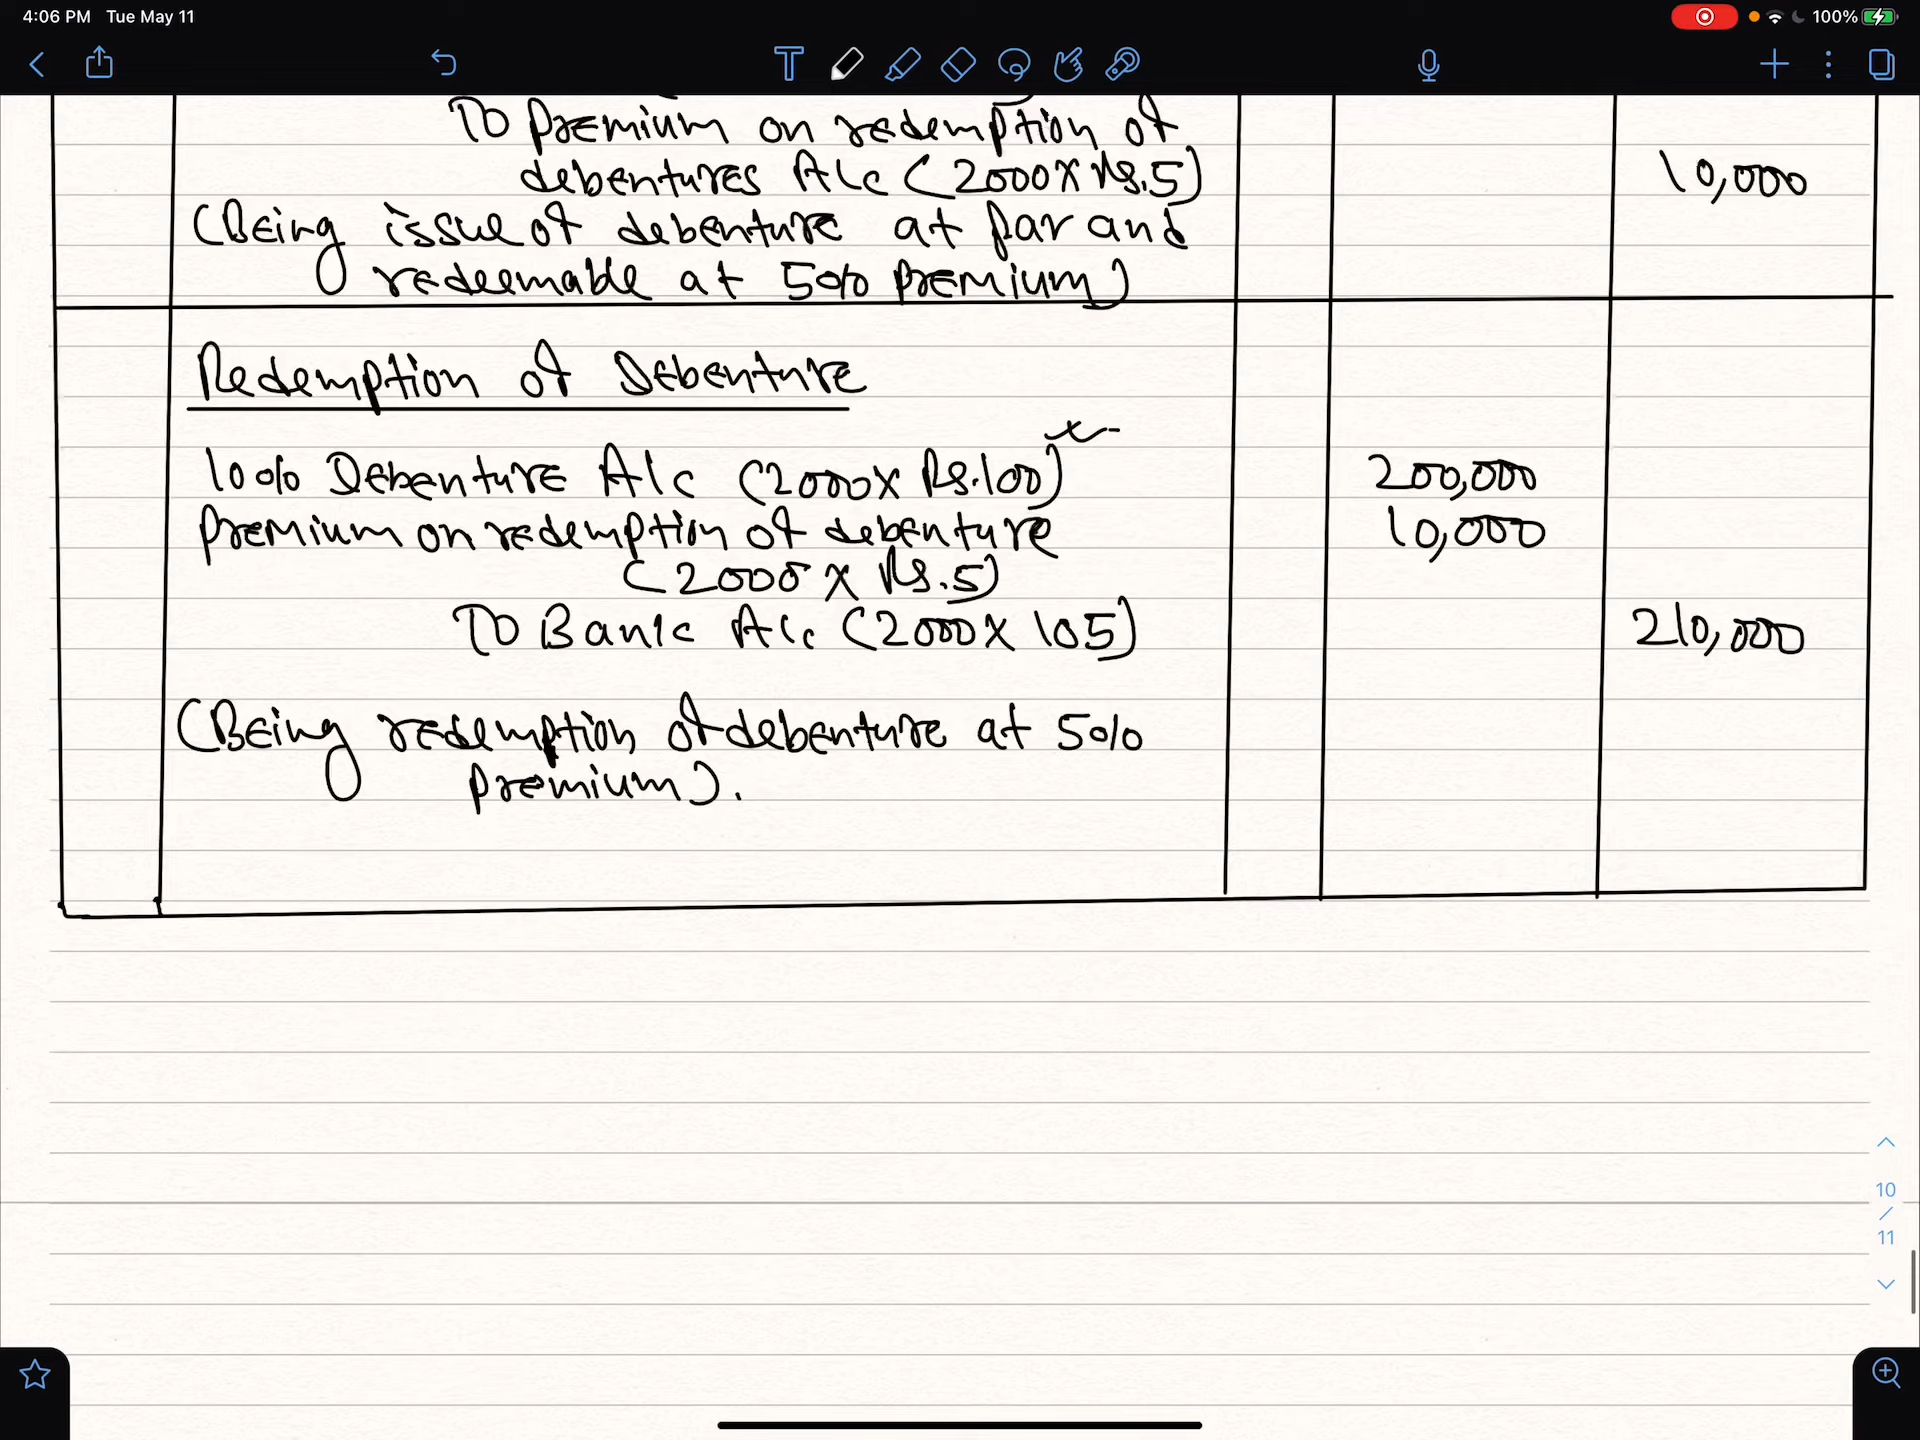 4:06 PM Tue May 11
100%
To premium on redemption of
debentures A/c (2000 x Rs.5) 10,000
(Being issue of debenture at par and
redeemable at 5% premium)
Redemption of Debenture
10% Debenture A/c (2000 x Rs.100) 200,000
premium on redemption of debenture 10,000
(2000 x Rs.5)
To Bank A/c (2000 x 105) 210,000
(Being redemption of debenture at 5%
premium).
10
/
11